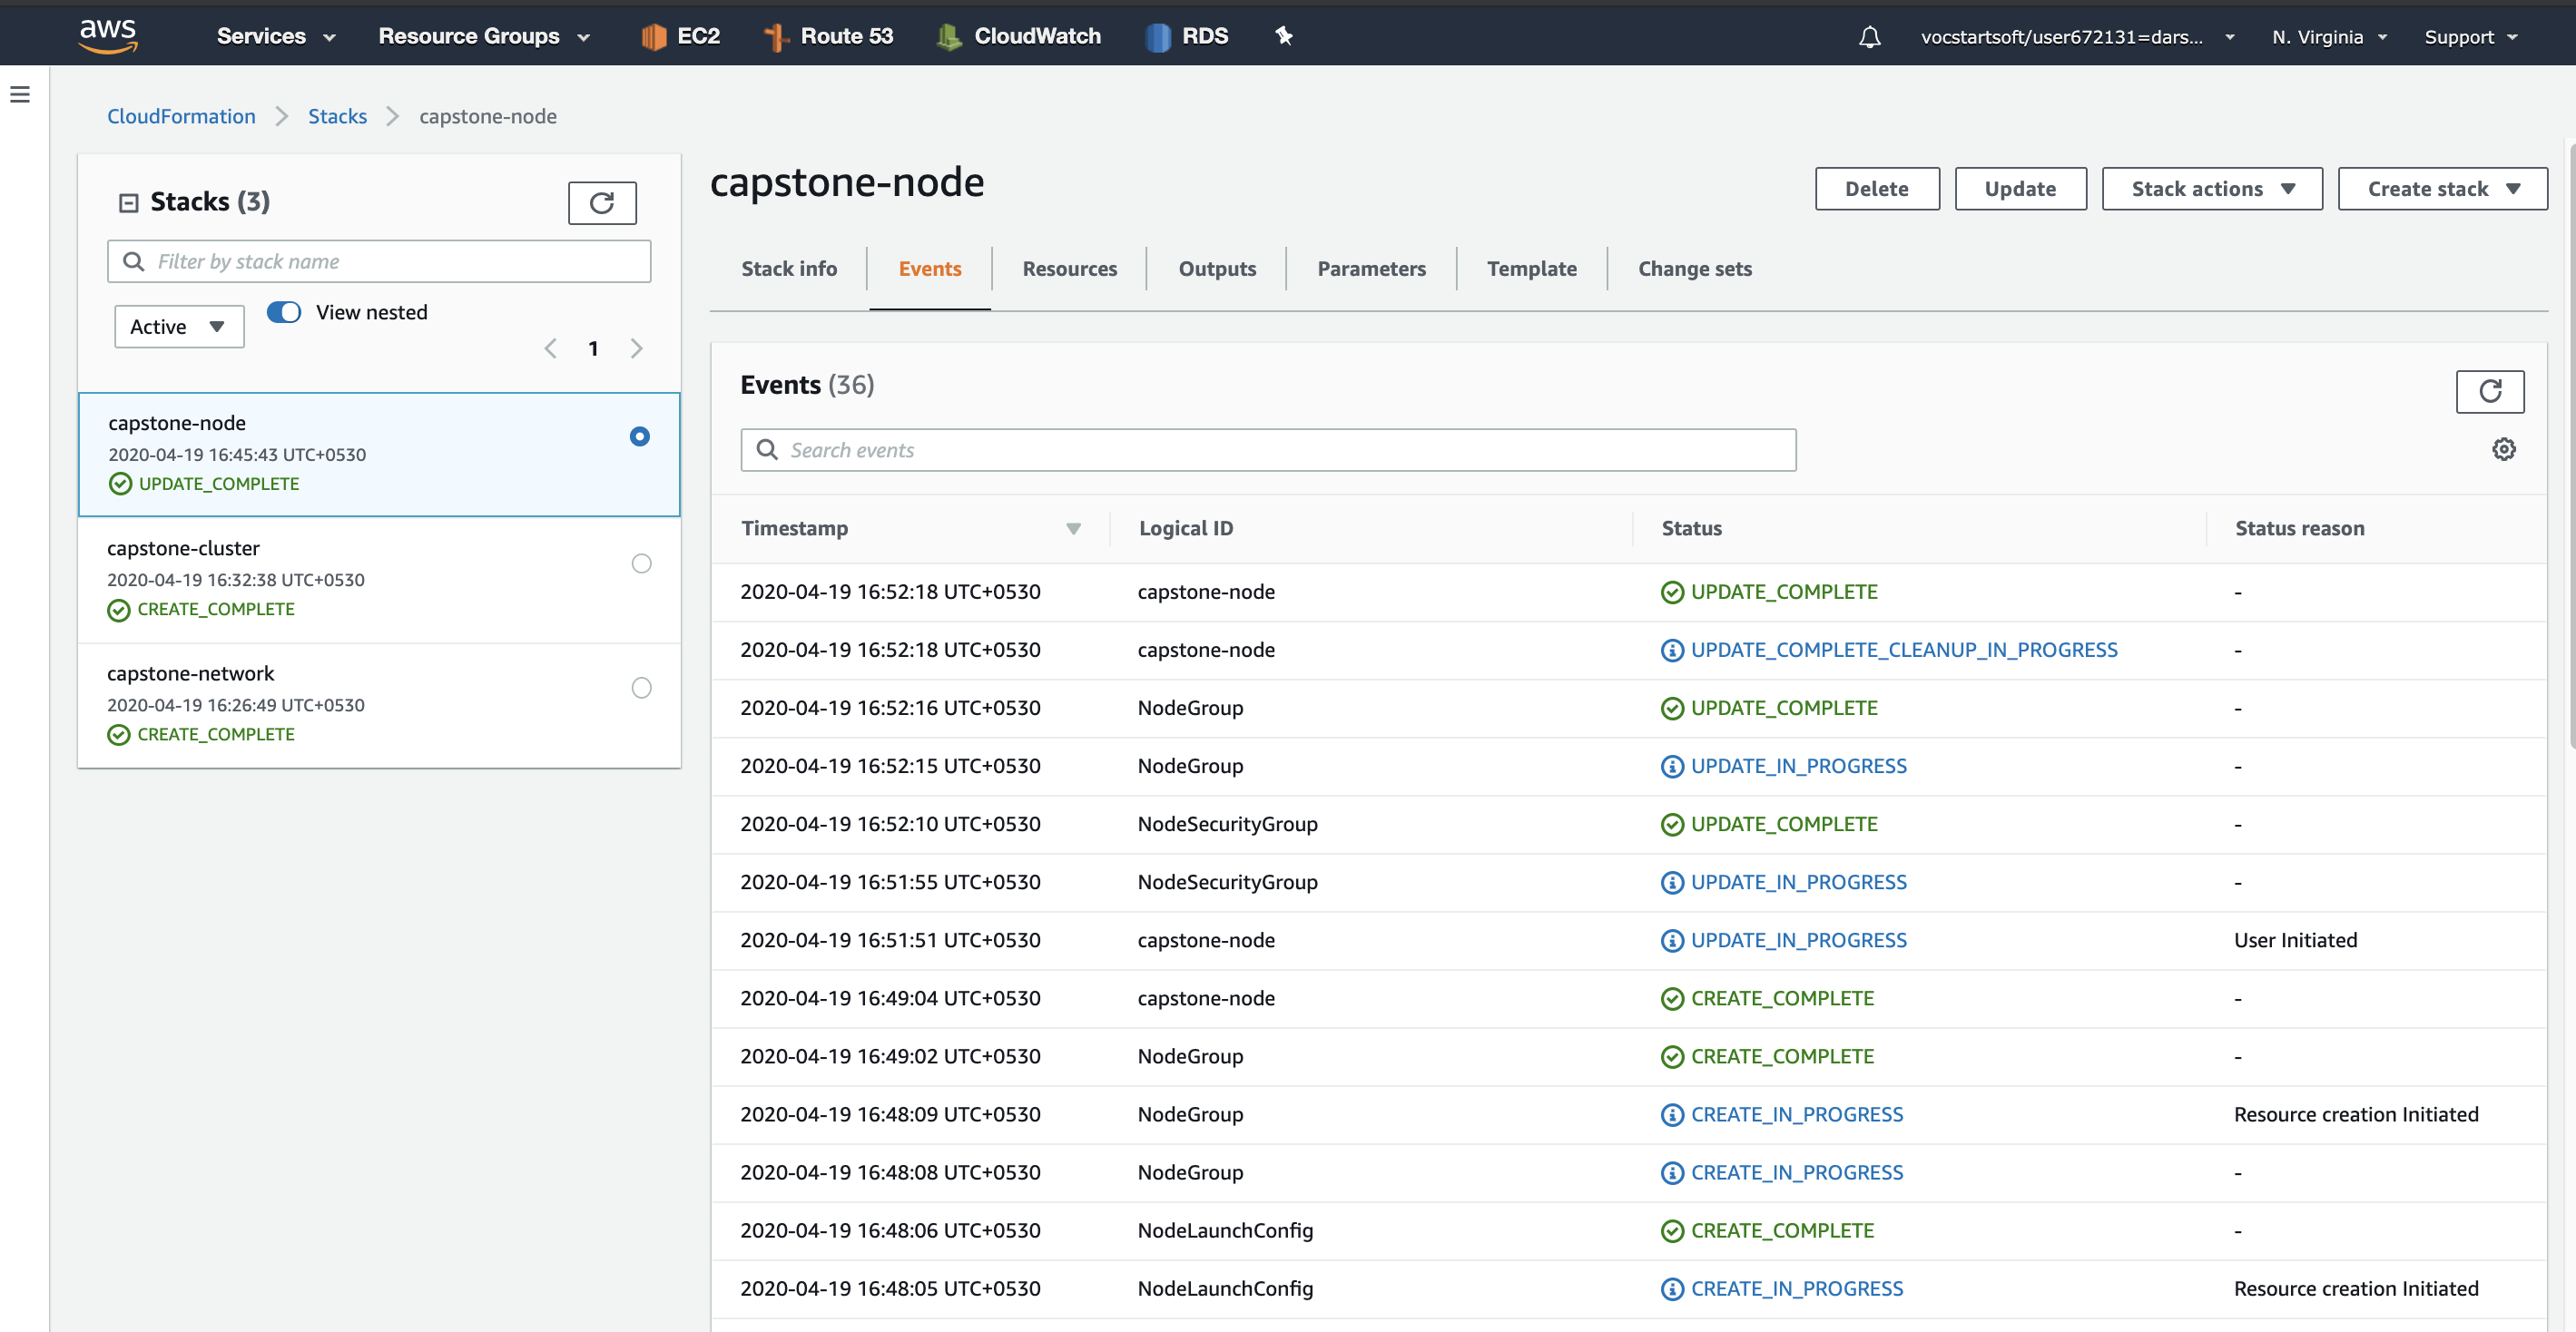 aws Services Resource Groups EC2 Route 53 CloudWatch RDS vocstartsoft/user672131=dars... N. Virginia Support
CloudFormation Stacks capstone-node
Stacks (3)
Filter by stack name
Active View nested
1
capstone-node
2020-04-19 16:45:43 UTC+0530
UPDATE_COMPLETE
capstone-cluster
2020-04-19 16:32:38 UTC+0530
CREATE_COMPLETE
capstone-network
2020-04-19 16:26:49 UTC+0530
CREATE_COMPLETE
capstone-node
Delete Update Stack actions Create stack
Stack info Events Resources Outputs Parameters Template Change sets
Events (36)
Search events
Timestamp Logical ID Status Status reason
2020-04-19 16:52:18 UTC+0530 capstone-node UPDATE_COMPLETE -
2020-04-19 16:52:18 UTC+0530 capstone-node UPDATE_COMPLETE_CLEANUP_IN_PROGRESS -
2020-04-19 16:52:16 UTC+0530 NodeGroup UPDATE_COMPLETE -
2020-04-19 16:52:15 UTC+0530 NodeGroup UPDATE_IN_PROGRESS -
2020-04-19 16:52:10 UTC+0530 NodeSecurityGroup UPDATE_COMPLETE -
2020-04-19 16:51:55 UTC+0530 NodeSecurityGroup UPDATE_IN_PROGRESS -
2020-04-19 16:51:51 UTC+0530 capstone-node UPDATE_IN_PROGRESS User Initiated
2020-04-19 16:49:04 UTC+0530 capstone-node CREATE_COMPLETE -
2020-04-19 16:49:02 UTC+0530 NodeGroup CREATE_COMPLETE -
2020-04-19 16:48:09 UTC+0530 NodeGroup CREATE_IN_PROGRESS Resource creation Initiated
2020-04-19 16:48:08 UTC+0530 NodeGroup CREATE_IN_PROGRESS -
2020-04-19 16:48:06 UTC+0530 NodeLaunchConfig CREATE_COMPLETE -
2020-04-19 16:48:05 UTC+0530 NodeLaunchConfig CREATE_IN_PROGRESS Resource creation Initiated